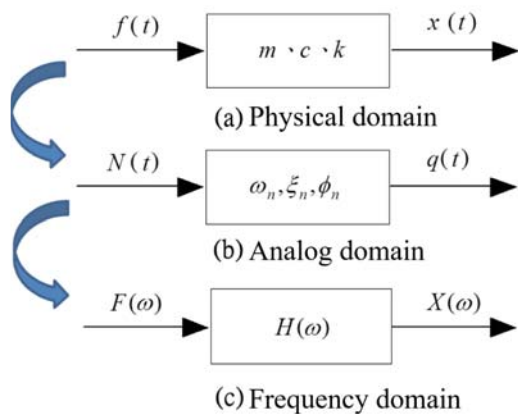 f(t) m、c、k x(t)
(a) Physical domain
N(t) ωₙ,ξₙ,ϕₙ q(t)
(b) Analog domain
F(ω) H(ω) X(ω)
(c) Frequency domain